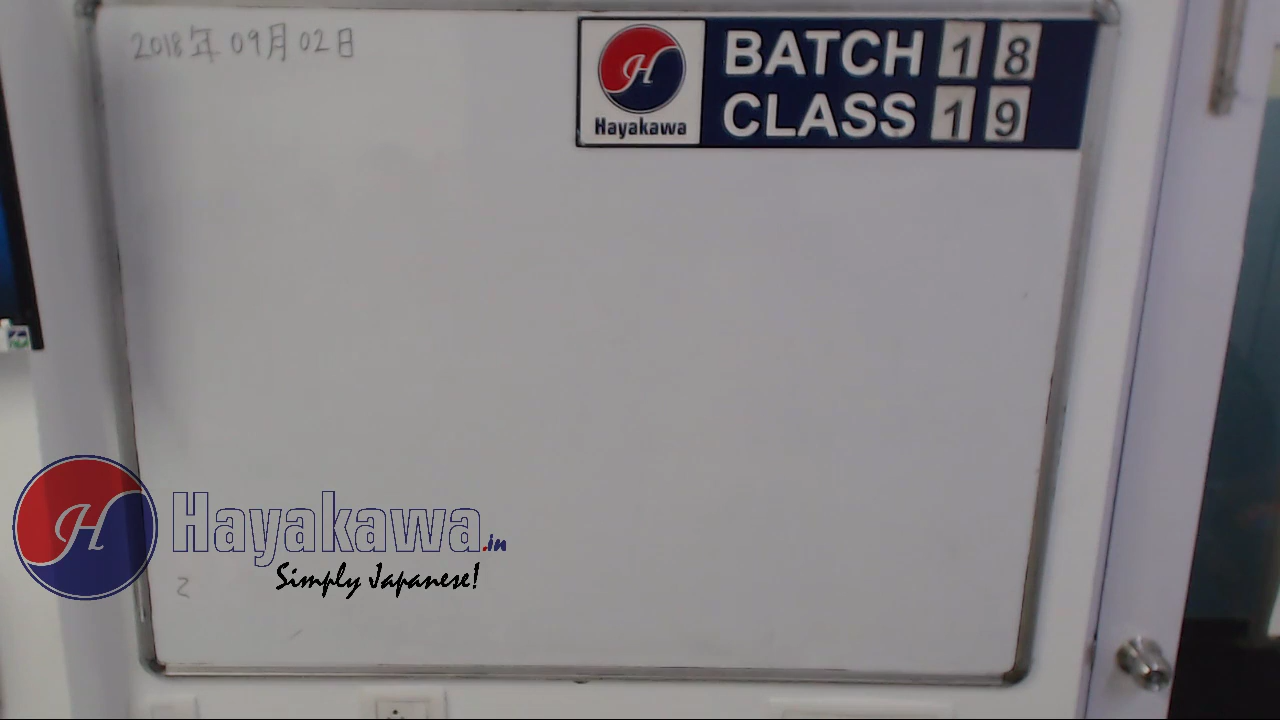 2018年 09月 02日
H
Hayakawa
BATCH 18
CLASS 19
H
Hayakawa.in
Simply Japanese!